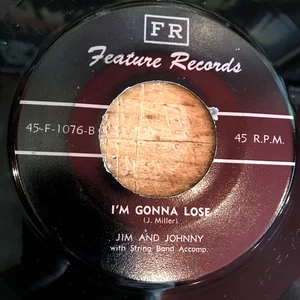 FR
Feature Records
45-F-1076-B
45 R.P.M.
I'M GONNA LOSE
(J. Miller)
JIM AND JOHNNY
with String Band Accomp.